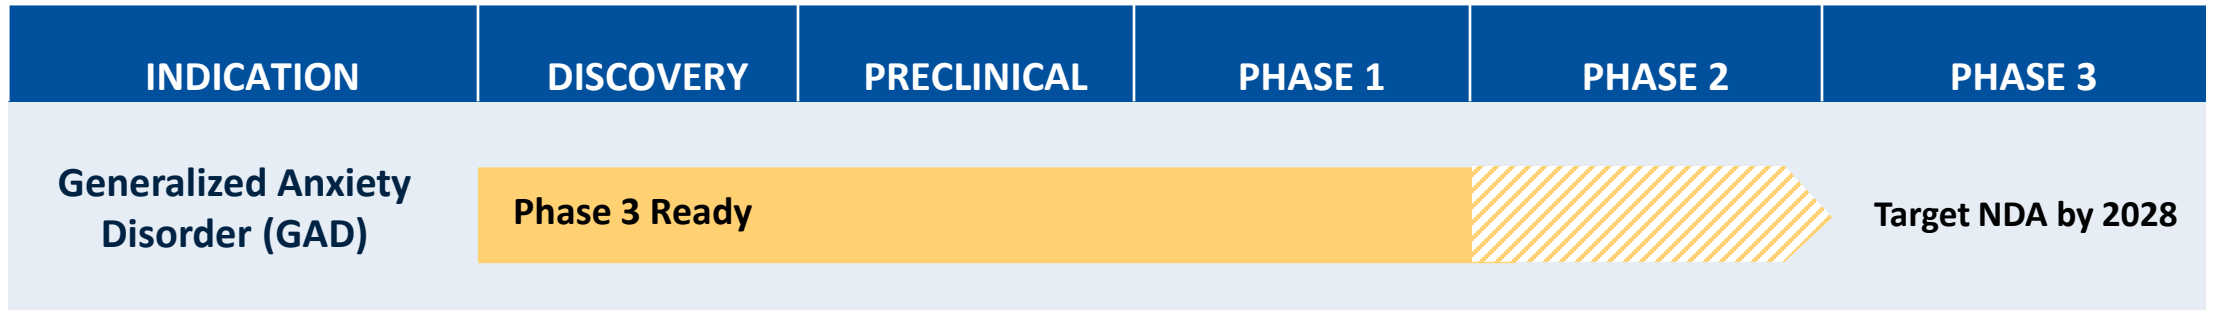 INDICATION DISCOVERY PRECLINICAL PHASE 1 PHASE 2 PHASE 3
Generalized Anxiety
Disorder (GAD)
Phase 3 Ready
Target NDA by 2028